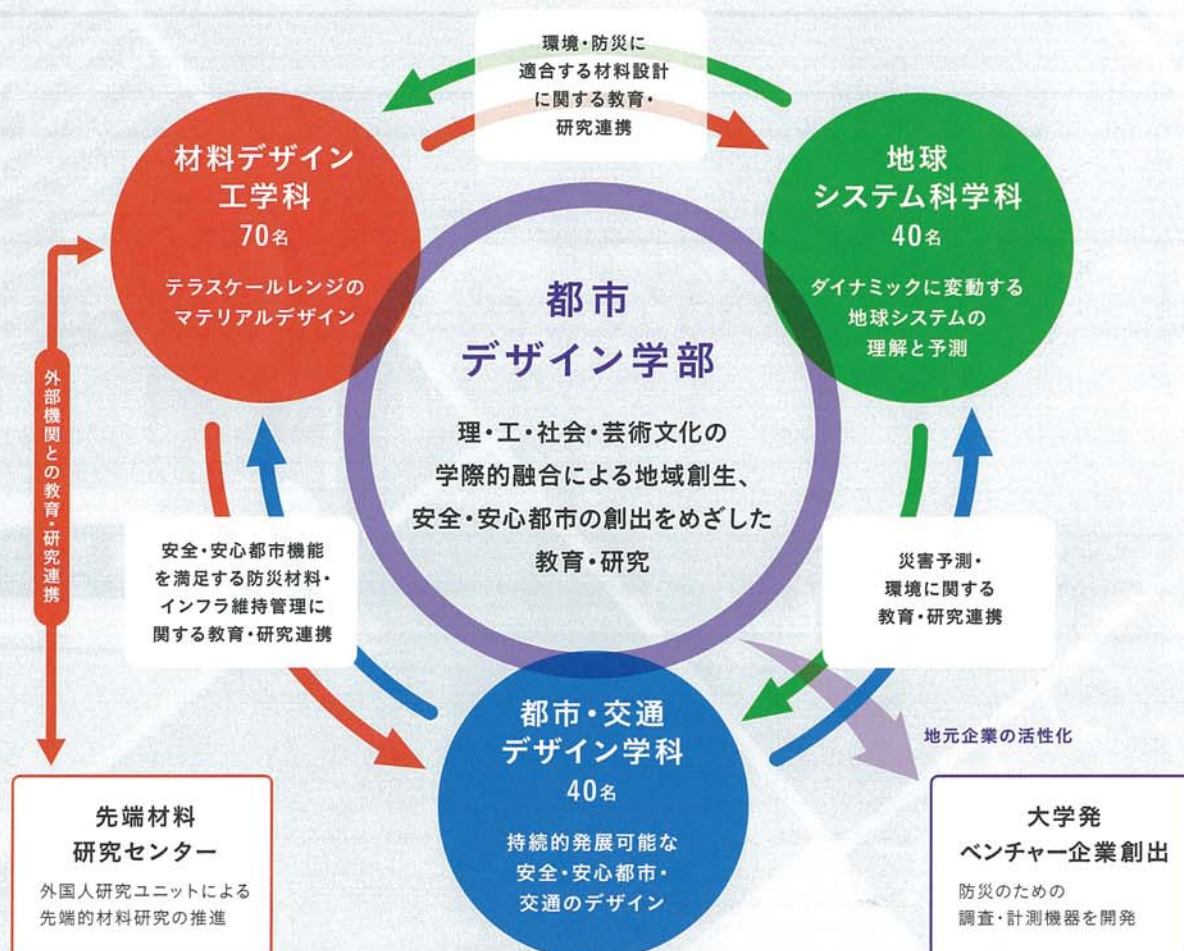 環境・防災に
適合する材料設計
に関する教育・
研究連携
材料デザイン
工学科
70名
テラスケールレンジの
マテリアルデザイン
地球
システム科学科
40名
ダイナミックに変動する
地球システムの
理解と予測
都市
デザイン学部
理・工・社会・芸術文化の
学際的融合による地域創生、
安全・安心都市の創出をめざした
教育・研究
外部機関との教育・研究連携
安全・安心都市機能
を満足する防災材料・
インフラ維持管理に
関する教育・研究連携
災害予測・
環境に関する
教育・研究連携
都市・交通
デザイン学科
40名
持続的発展可能な
安全・安心都市・
交通のデザイン
地元企業の活性化
先端材料
研究センター
外国人研究ユニットによる
先端的材料研究の推進
大学発
ベンチャー企業創出
防災のための
調査・計測機器を開発